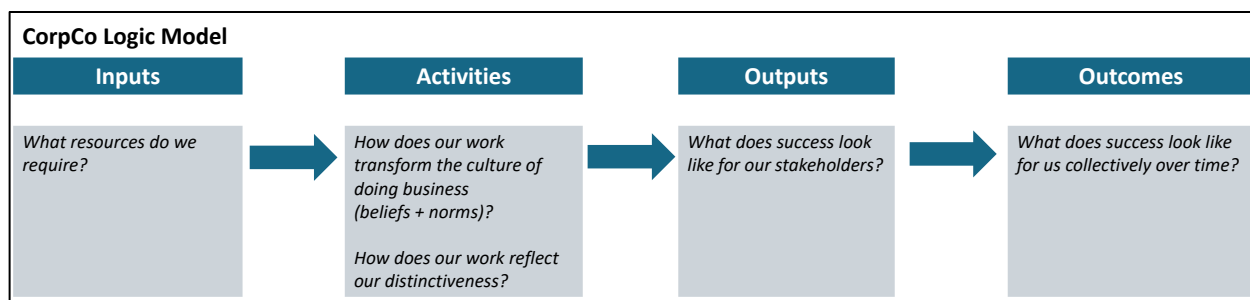 CorpCo Logic Model
Inputs
Activities
Outputs
Outcomes
What resources do we
require?
How does our work
transform the culture of
doing business
(beliefs + norms)?
How does our work reflect
our distinctiveness?
What does success look
like for our stakeholders?
What does success look like
for us collectively over time?